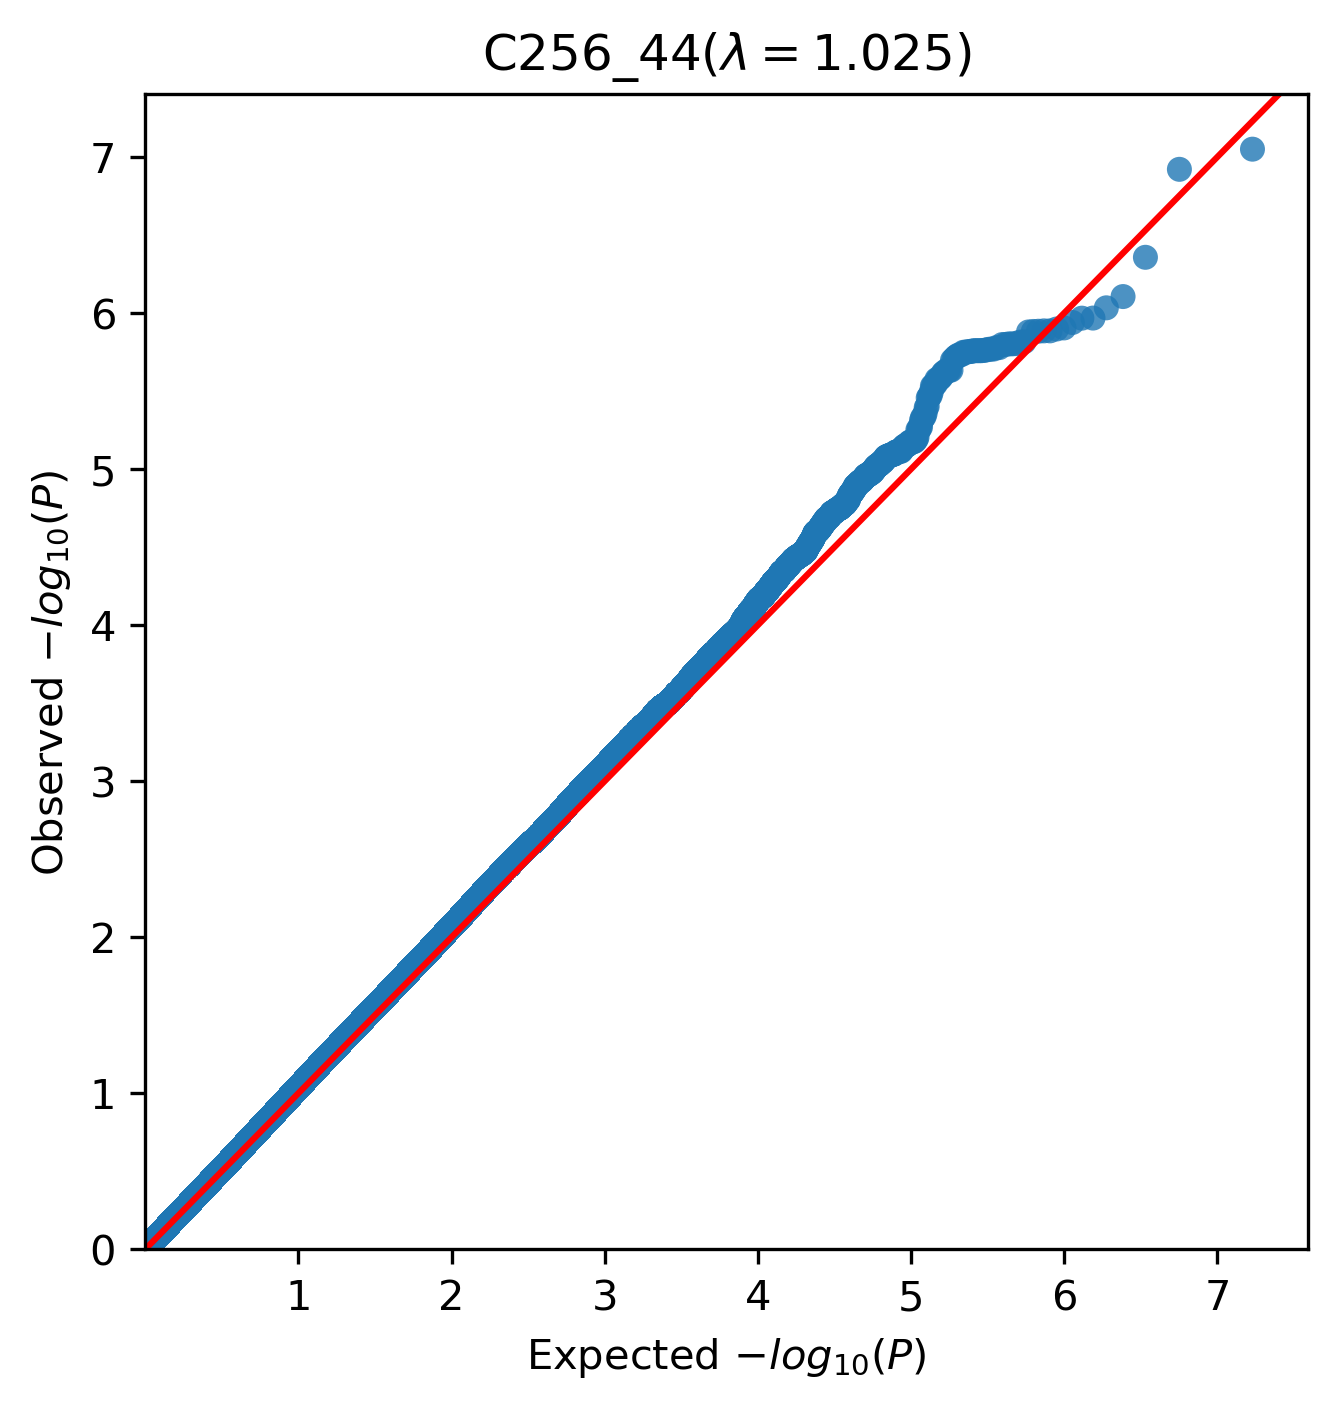 C256_44(λ = 1.025)
Observed −log₁₀(P)
7
6
5
4
3
2
1
0
1 2 3 4 5 6 7
Expected −log₁₀(P)